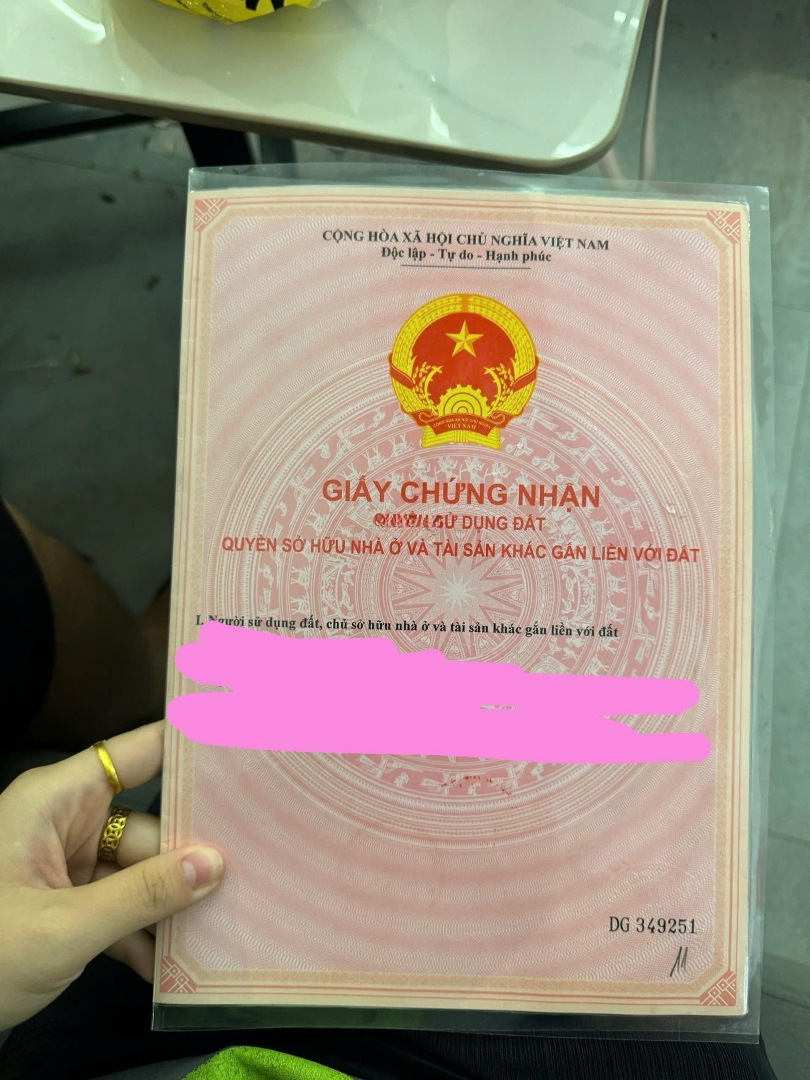 CỘNG HÒA XÃ HỘI CHỦ NGHĨA VIỆT NAM
Độc lập - Tự do - Hạnh phúc
VIỆT NAM
GIẤY CHỨNG NHẬN
SỬ DỤNG ĐẤT
QUYỀN SỞ HỮU NHÀ Ở VÀ TÀI SẢN KHÁC GẮN LIỀN VỚI ĐẤT
I. Người sử dụng đất, chủ sở hữu nhà ở và tài sản khác gắn liền với đất
DG 349251